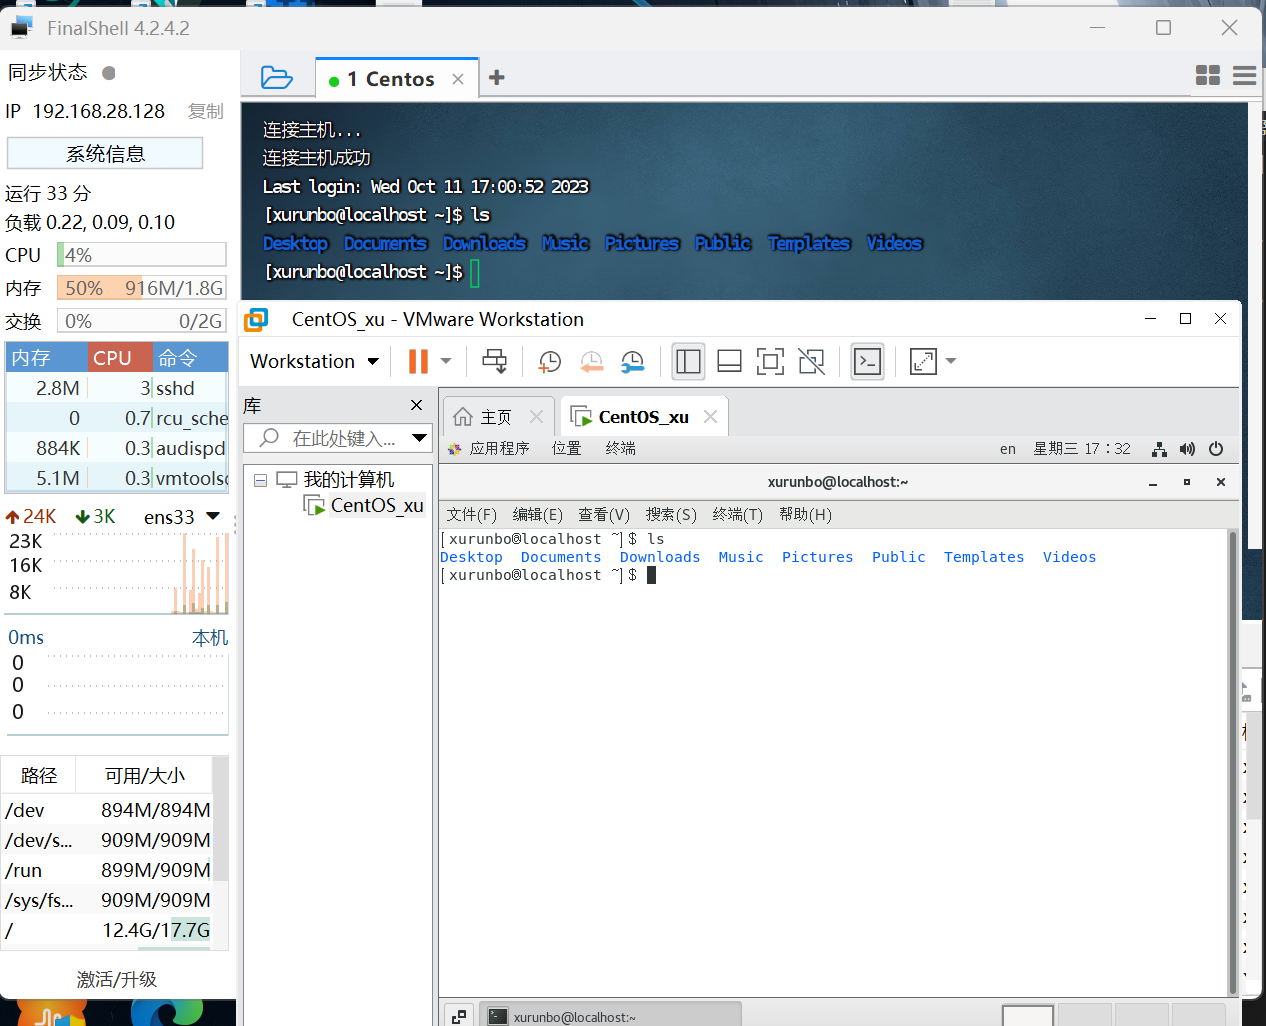 FinalShell 4.2.4.2
同步状态
IP 192.168.28.128 复制
系统信息
运行 33 分
负载 0.22, 0.09, 0.10
CPU 4%
内存 50% 916M/1.8G
交换 0% 0/2G
内存 CPU 命令
2.8M 3 sshd
0 0.7 rcu_sche
884K 0.3 audispd
5.1M 0.3 vmtoolsc
24K 3K ens33
23K
16K
8K
0ms 本机
0
0
0
路径 可用/大小
/dev 894M/894M
/dev/s... 909M/909M
/run 899M/909M
/sys/fs... 909M/909M
/ 12.4G/17.7G
激活/升级
1 Centos
连接主机...
连接主机成功
Last login: Wed Oct 11 17:00:52 2023
[xurunbo@localhost ~]$ ls
Desktop Documents Downloads Music Pictures Public Templates Videos
[xurunbo@localhost ~]$
CentOS_xu - VMware Workstation
Workstation
库
在此处键入...
我的计算机
CentOS_xu
主页 CentOS_xu
应用程序 位置 终端 en 星期三 17：32
xurunbo@localhost:~
文件(F) 编辑(E) 查看(V) 搜索(S) 终端(T) 帮助(H)
[xurunbo@localhost ~]$ ls
Desktop Documents Downloads Music Pictures Public Templates Videos
[xurunbo@localhost ~]$
xurunbo@localhost:~